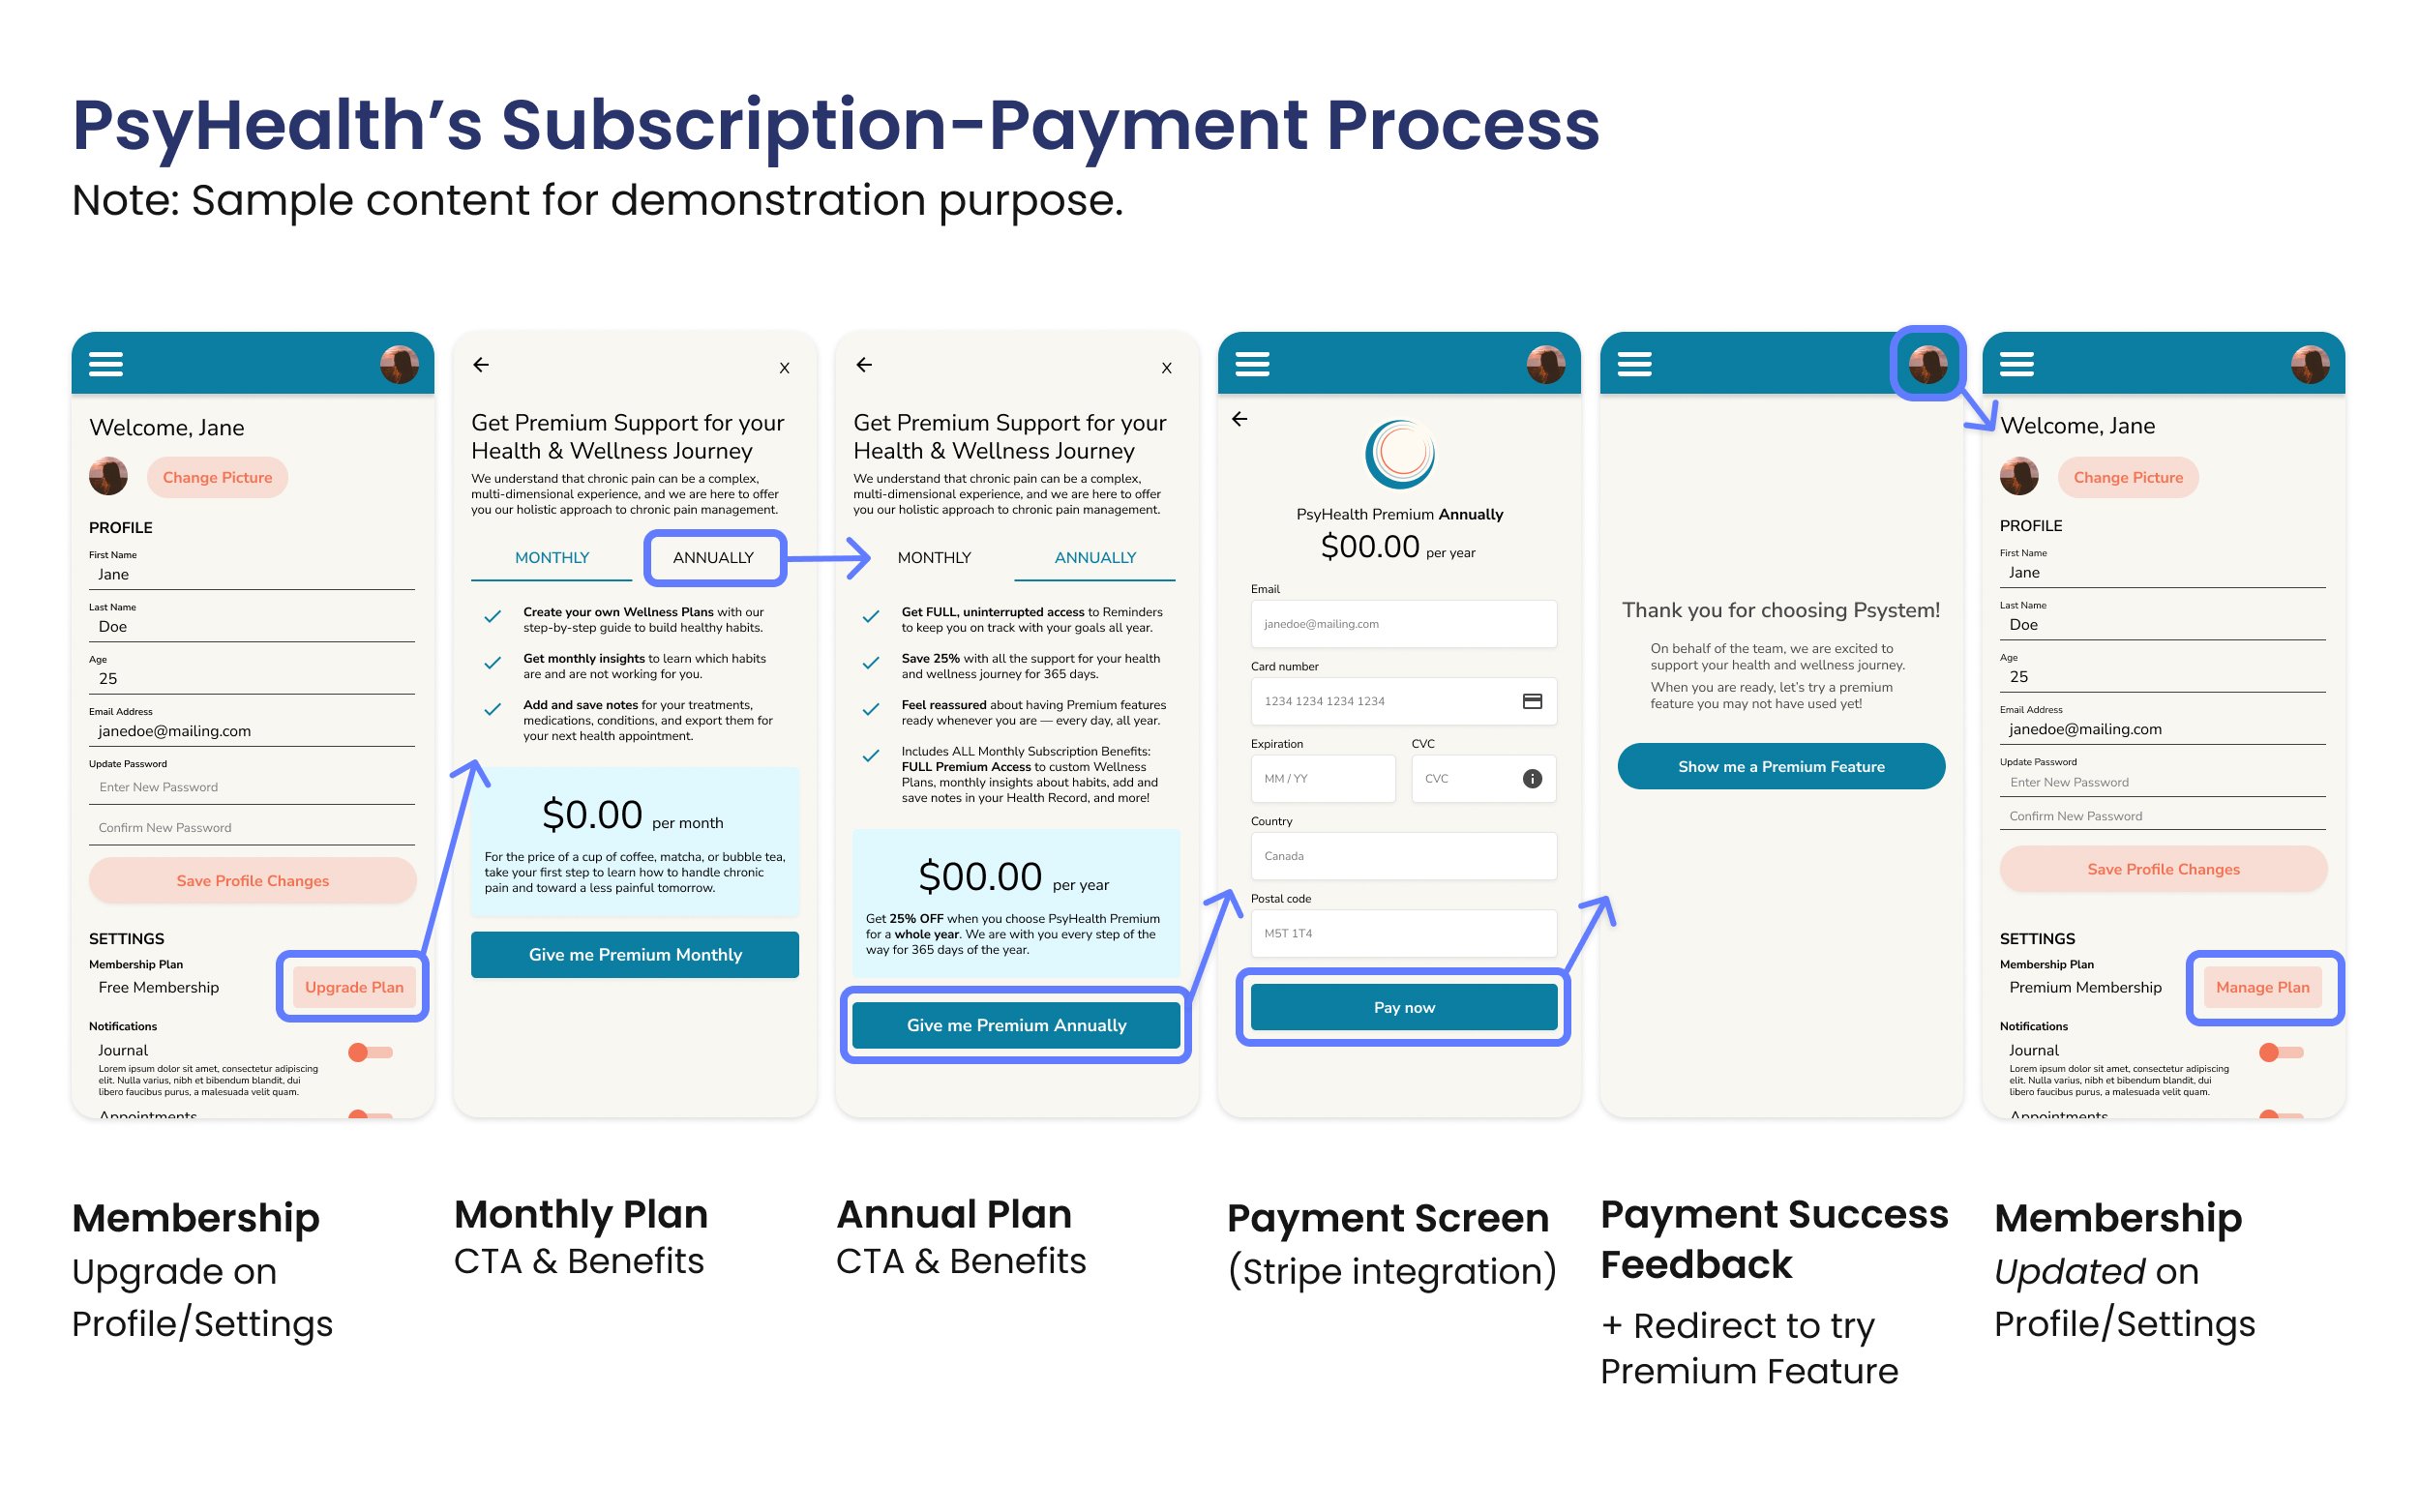 PsyHealth’s Subscription-Payment Process
Note: Sample content for demonstration purpose.
Welcome, Jane
Change Picture
PROFILE
First Name
Jane
Last Name
Doe
Age
25
Email Address
janedoe@mailing.com
Update Password
Enter New Password
Confirm New Password
Save Profile Changes
SETTINGS
Membership Plan
Free Membership
Upgrade Plan
Notifications
Journal
Lorem ipsum dolor sit amet, consectetur adipiscing
elit. Nulla varius, nibh et bibendum blandit, dui
libero faucibus purus, a malesuada velit quam.
Appointments
Membership
Upgrade on
Profile/Settings
X
Get Premium Support for your
Health & Wellness Journey
We understand that chronic pain can be a complex,
multi-dimensional experience, and we are here to offer
you our holistic approach to chronic pain management.
MONTHLY
ANNUALLY
Create your own Wellness Plans with our
step-by-step guide to build healthy habits.
Get monthly insights to learn which habits
are and are not working for you.
Add and save notes for your treatments,
medications, conditions, and export them for
your next health appointment.
$0.00 per month
For the price of a cup of coffee, matcha, or bubble tea,
take your first step to learn how to handle chronic
pain and toward a less painful tomorrow.
Give me Premium Monthly
Monthly Plan
CTA & Benefits
X
Get Premium Support for your
Health & Wellness Journey
We understand that chronic pain can be a complex,
multi-dimensional experience, and we are here to offer
you our holistic approach to chronic pain management.
MONTHLY
ANNUALLY
Get FULL, uninterrupted access to Reminders
to keep you on track with your goals all year.
Save 25% with all the support for your health
and wellness journey for 365 days.
Feel reassured about having Premium features
ready whenever you are — every day, all year.
Includes ALL Monthly Subscription Benefits:
FULL Premium Access to custom Wellness
Plans, monthly insights about habits, add and
save notes in your Health Record, and more!
$00.00 per year
Get 25% OFF when you choose PsyHealth Premium
for a whole year. We are with you every step of the
way for 365 days of the year.
Give me Premium Annually
Annual Plan
CTA & Benefits
PsyHealth Premium Annually
$00.00 per year
Email
janedoe@mailing.com
Card number
1234 1234 1234 1234
Expiration
CVC
MM / YY
CVC
Country
Canada
Postal code
M5T 1T4
Pay now
Payment Screen
(Stripe integration)
Thank you for choosing Psystem!
On behalf of the team, we are excited to
support your health and wellness journey.
When you are ready, let’s try a premium
feature you may not have used yet!
Show me a Premium Feature
Payment Success
Feedback
+ Redirect to try
Premium Feature
Welcome, Jane
Change Picture
PROFILE
First Name
Jane
Last Name
Doe
Age
25
Email Address
janedoe@mailing.com
Update Password
Enter New Password
Confirm New Password
Save Profile Changes
SETTINGS
Membership Plan
Premium Membership
Manage Plan
Notifications
Journal
Lorem ipsum dolor sit amet, consectetur adipiscing
elit. Nulla varius, nibh et bibendum blandit, dui
libero faucibus purus, a malesuada velit quam.
Appointments
Membership
Updated on
Profile/Settings